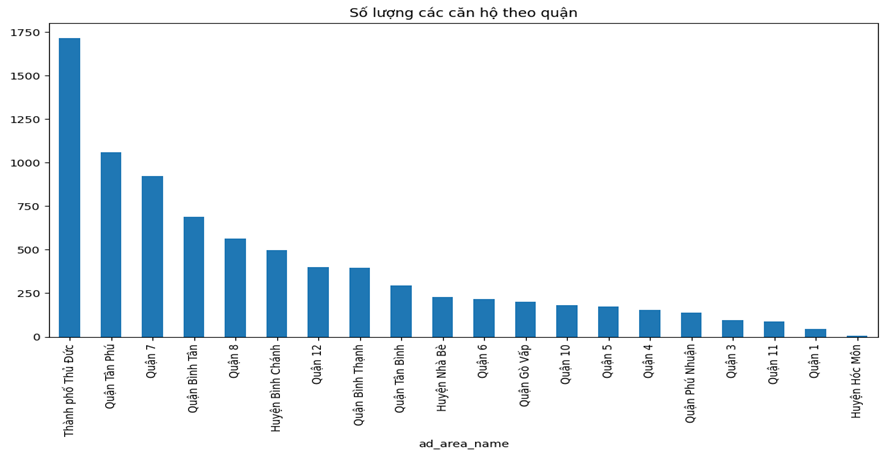 Số lượng các căn hộ theo quận
1750
1500
1250
1000
750
500
250
0
Thành phố Thủ Đức
Quận Tân Phú
Quận 7
Quận Bình Tân
Quận 8
Huyện Bình Chánh
Quận 12
Quận Bình Thạnh
Quận Tân Bình
Huyện Nhà Bè
Quận 6
Quận Gò Vấp
Quận 10
Quận 5
Quận 4
Quận Phú Nhuận
Quận 3
Quận 11
Quận 1
Huyện Hóc Môn
ad_area_name